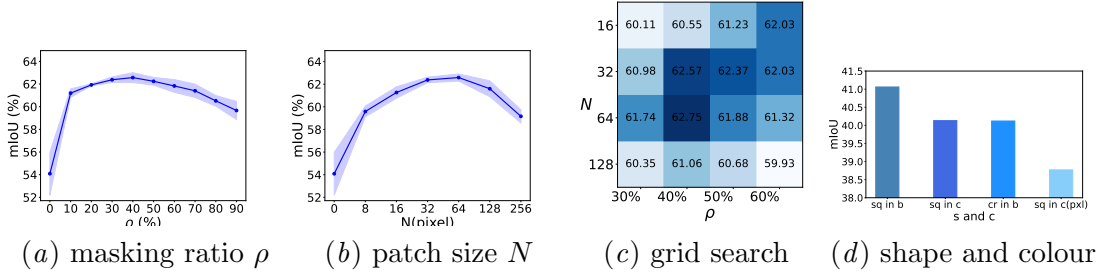 mIoU (%)
64
62
60
58
56
54
52
0 10 20 30 40 50 60 70 80 90
ρ (%)
(a) masking ratio ρ
mIoU (%)
64
62
60
58
56
54
52
0 8 16 32 64 128 256
N(pixel)
(b) patch size N
N
16 60.11 60.55 61.23 62.03
32 60.98 62.57 62.37 62.03
64 61.74 62.75 61.88 61.32
128 60.35 61.06 60.68 59.93
30% 40% 50% 60%
ρ
(c) grid search
mIoU
41.5
41.0
40.5
40.0
39.5
39.0
38.5
38.0
sq in b sq in c cr in b sq in c(pxl)
s and c
(d) shape and colour